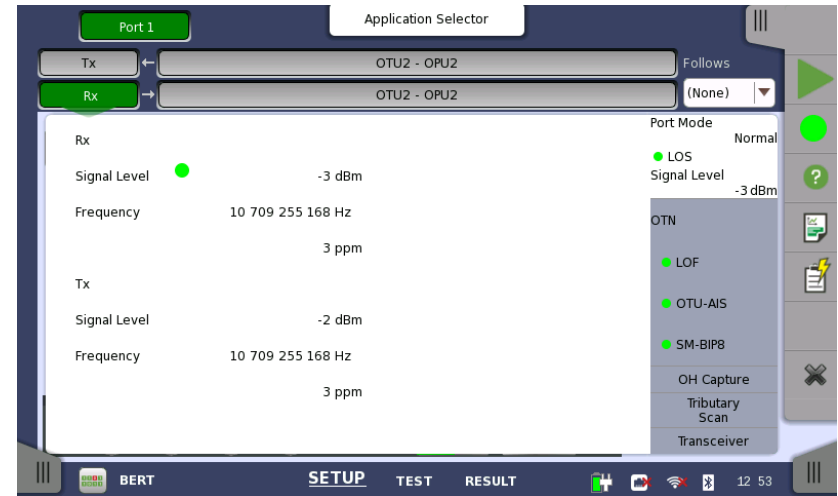 Port 1
Application Selector
Tx
OTU2 - OPU2
Follows
Rx
OTU2 - OPU2
(None)
Rx
Signal Level
-3 dBm
Frequency
10 709 255 168 Hz
3 ppm
Tx
Signal Level
-2 dBm
Frequency
10 709 255 168 Hz
3 ppm
Port Mode
Normal
LOS
Signal Level
-3 dBm
OTN
LOF
OTU-AIS
SM-BIP8
OH Capture
Tributary
Scan
Transceiver
?
BERT
SETUP
TEST
RESULT
12 53